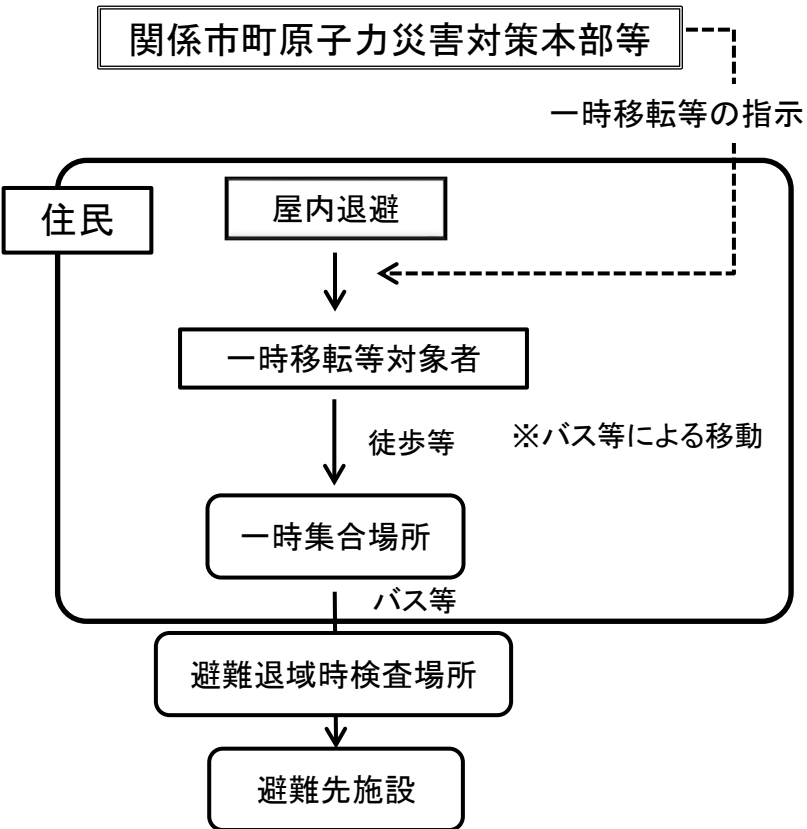 関係市町原子力災害対策本部等
一時移転等の指示
住民
屋内退避
一時移転等対象者
徒歩等
※バス等による移動
一時集合場所
バス等
避難退域時検査場所
避難先施設